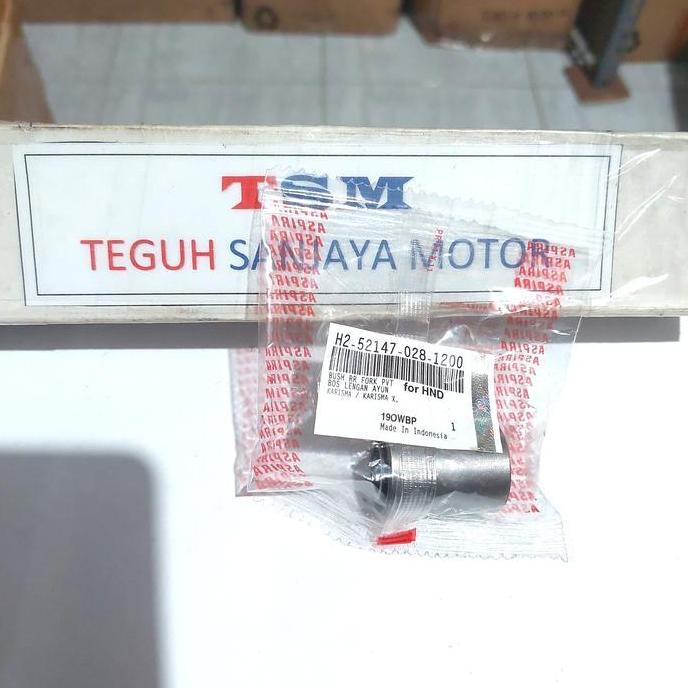 TSM
TEGUH SANJAYA MOTOR
ASPIRA
H2-52147-028-1200
BUSH RR FORK PVT
BOS LENGAN AYUN
for HND
KARISMA / KARISMA X,
190WBP 1
Made In Indonesia